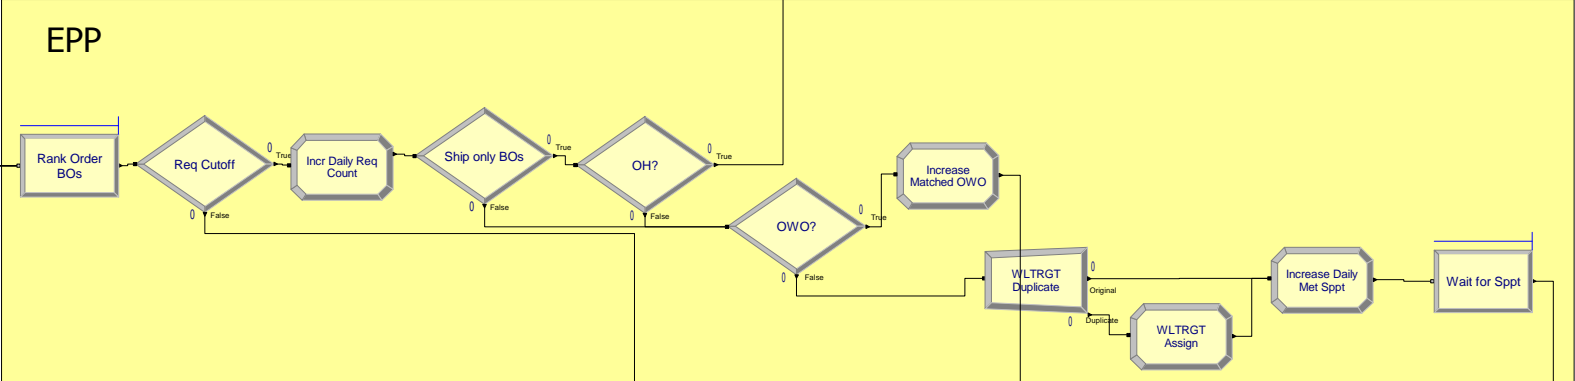 EPP
Rank Order
BOs
Req Cutoff
0
True
0
False
Incr Daily Req
Count
Ship only BOs
0
True
0
False
OH?
0
True
0
False
OWO?
0
True
0
False
Increase
Matched OWO
WLTRGT
Duplicate
0
Original
0
Duplicate
WLTRGT
Assign
Increase Daily
Met Sppt
Wait for Sppt